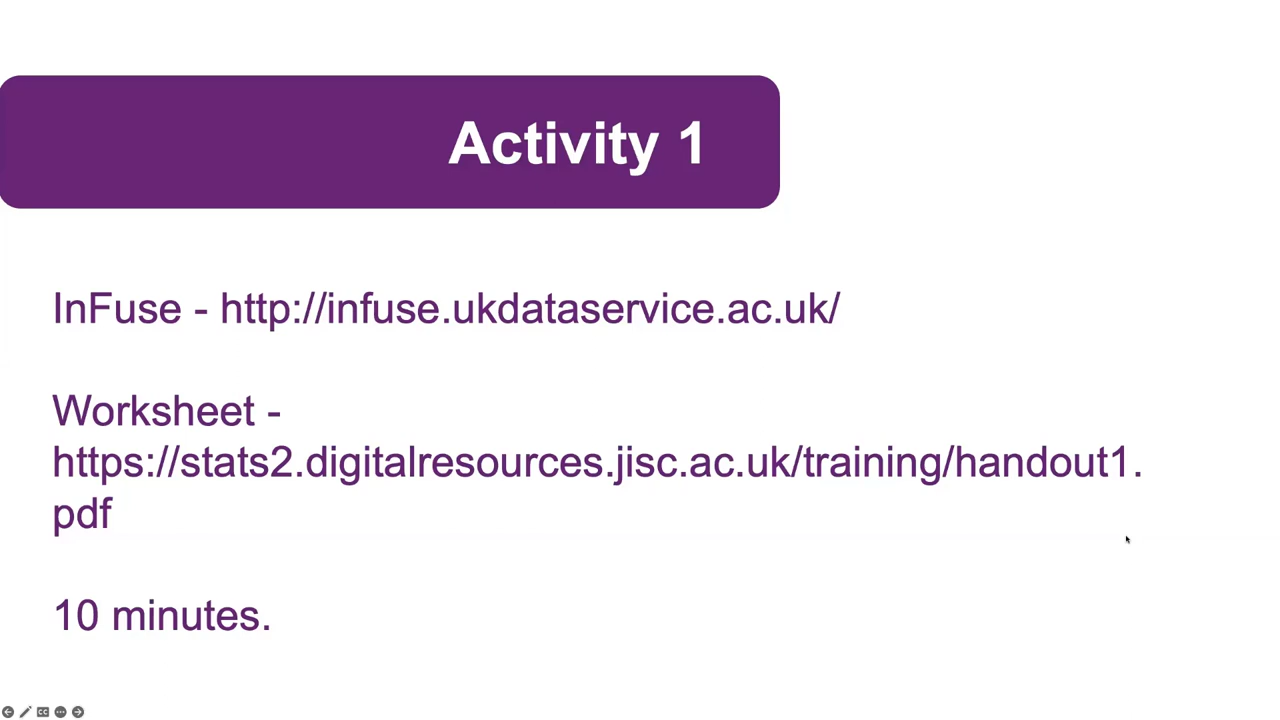 Activity 1
InFuse - http://infuse.ukdataservice.ac.uk/
Worksheet -
https://stats2.digitalresources.jisc.ac.uk/training/handout1.
pdf
10 minutes.